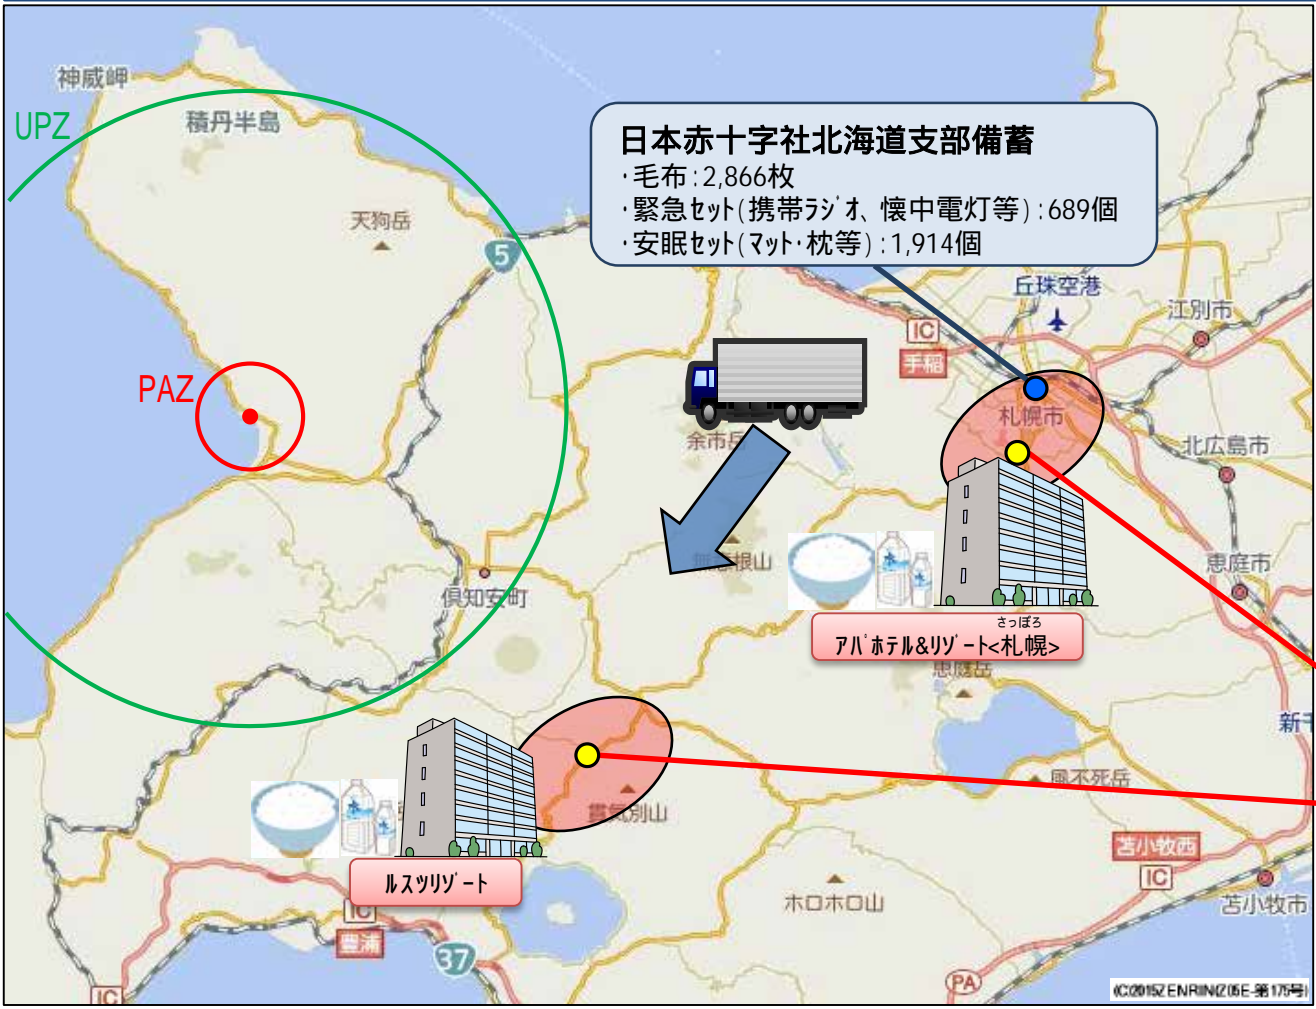 神威岬
UPZ
積丹半島
日本赤十字社北海道支部備蓄
・毛布:2,866枚
・緊急セット(携帯ラジオ、懐中電灯等):689個
・安眠セット(マット・枕等):1,914個
天狗岳
5
丘珠空港
江別市
IC
手稲
PAZ
札幌市
余市岳
北広島市
根山
恵庭市
倶知安町
水
さっぽろ
アパホテル&リゾート<札幌>
恵庭岳
新千
風不死岳
貫気別山
水
ルスツリゾート
苫小牧西
IC
ホロホロ山
苫小牧市
IC
豊浦
37
PA
IC
(C)2015ZENRIN(Z05E-第175号)